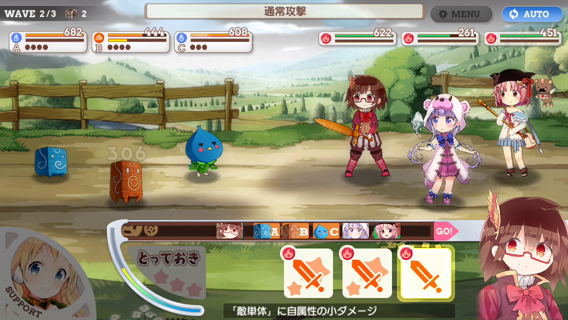 WAVE 2/3
2
通常攻撃
MENU
AUTO
682
A
444
B
608
C
622
261
451
306
A
B
C
GO!
とっておき
SUPPORT
「敵単体」に自属性の小ダメージ